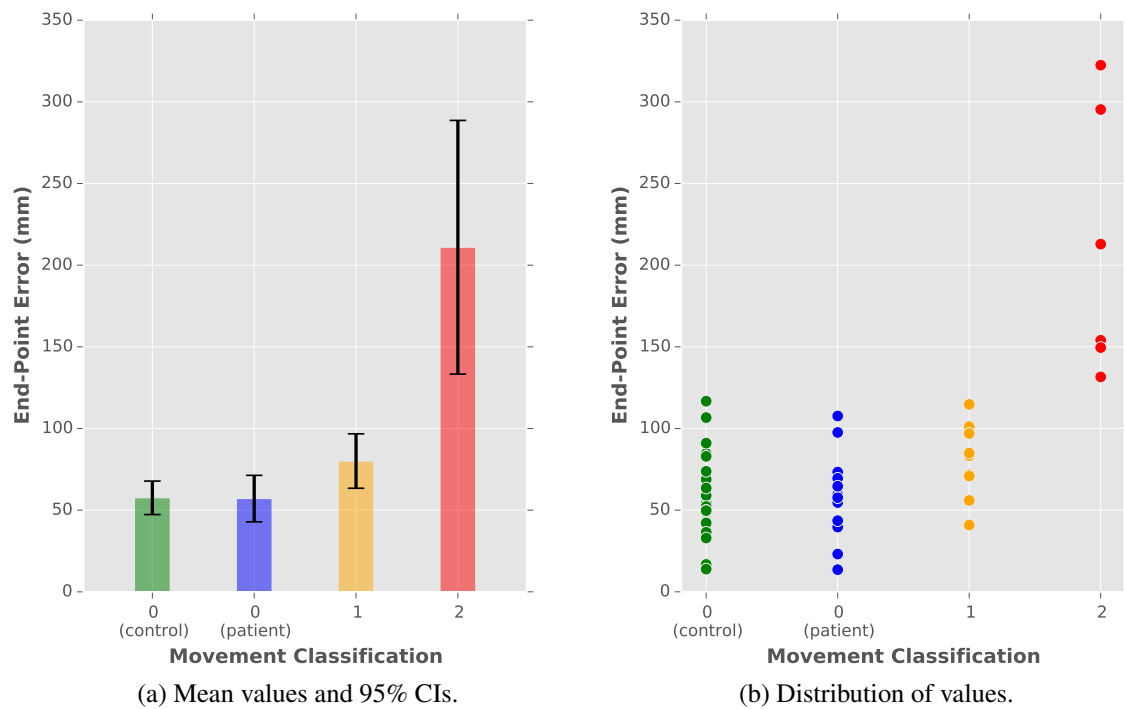 350
300
250
200
150
100
50
0
End-Point Error (mm)
0 0 1 2
(control) (patient)
Movement Classification
(a) Mean values and 95% CIs.
350
300
250
200
150
100
50
0
End-Point Error (mm)
0 0 1 2
(control) (patient)
Movement Classification
(b) Distribution of values.